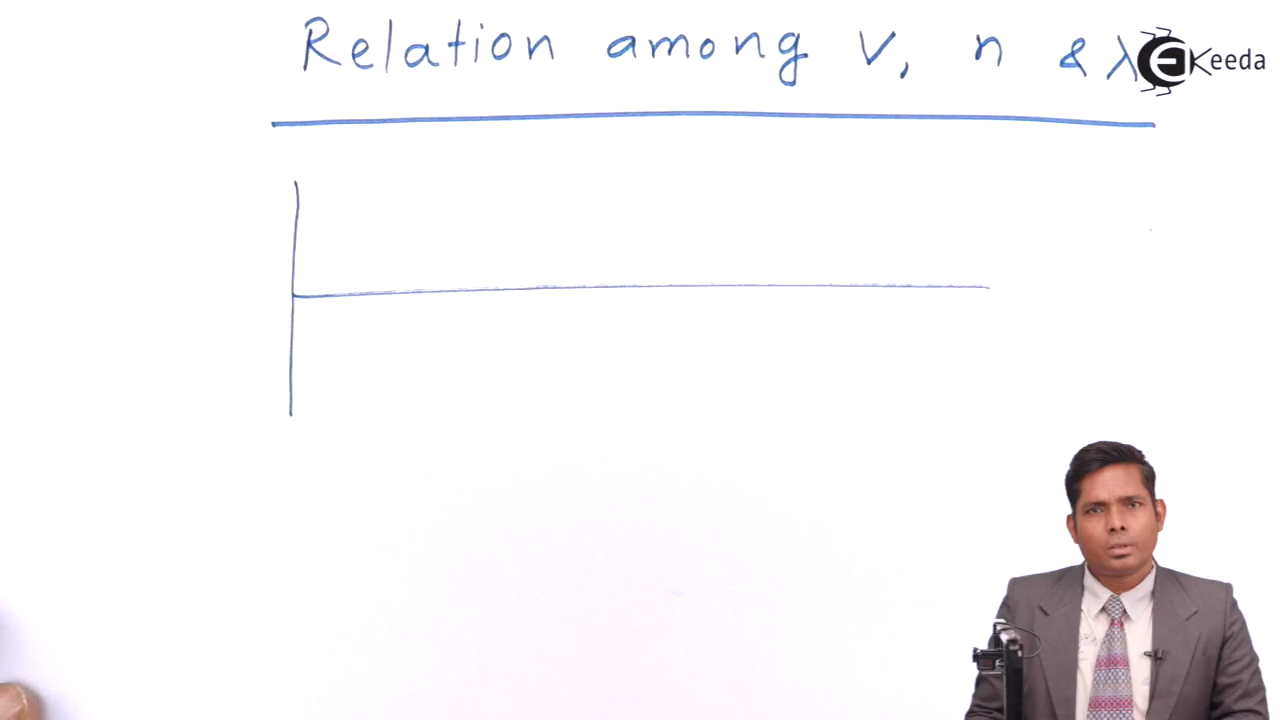 Relation among v, n & λ
EKeeda